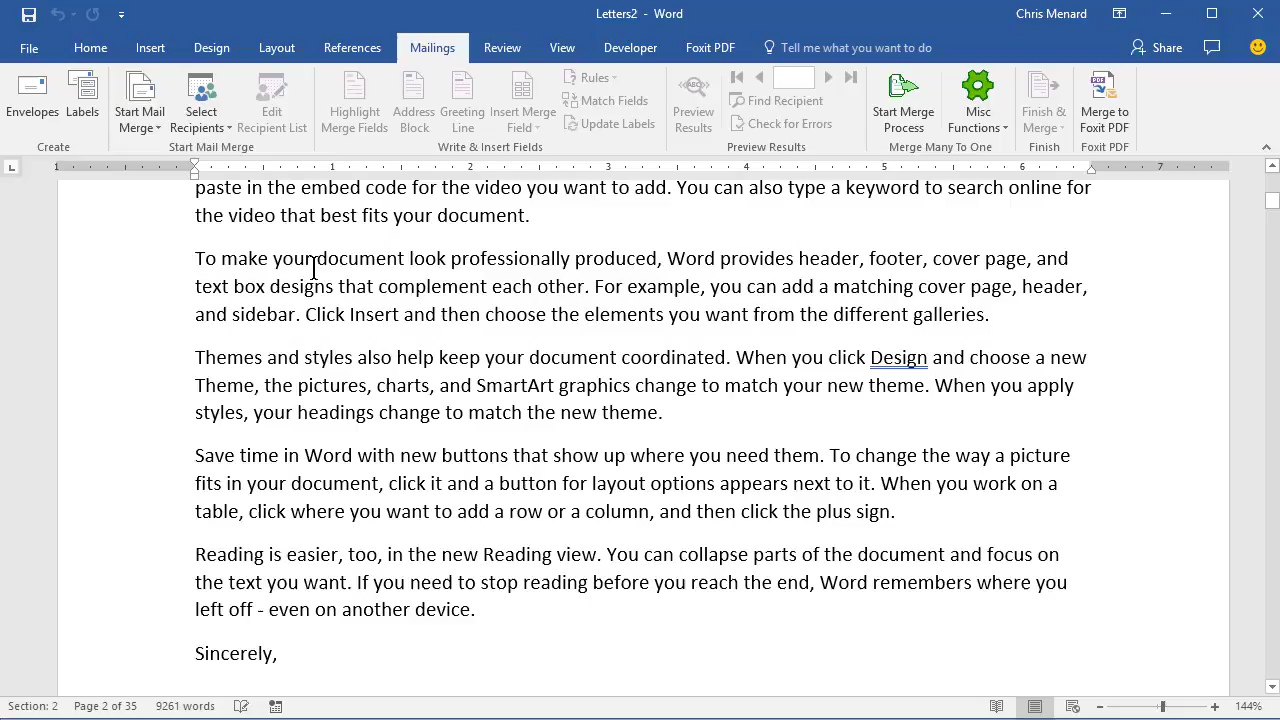 Letters2 - Word
Chris Menard
File Home Insert Design Layout References Mailings Review View Developer Foxit PDF Tell me what you want to do Share
Envelopes
Labels
Start Mail
Merge
Select
Recipients
Edit
Recipient List
Highlight
Merge Fields
Address
Block
Greeting
Line
Insert Merge
Field
Rules
Match Fields
Update Labels
ABC
Preview
Results
Find Recipient
Check for Errors
Start Merge
Process
Misc
Functions
Finish &
Merge
PDF
Merge to
Foxit PDF
Create
Start Mail Merge
Write & Insert Fields
Preview Results
Merge Many To One
Finish
Foxit PDF
L
1 1 2 3 4 5 6 7
paste in the embed code for the video you want to add. You can also type a keyword to search online for
the video that best fits your document.
To make your document look professionally produced, Word provides header, footer, cover page, and
text box designs that complement each other. For example, you can add a matching cover page, header,
and sidebar. Click Insert and then choose the elements you want from the different galleries.
Themes and styles also help keep your document coordinated. When you click Design and choose a new
Theme, the pictures, charts, and SmartArt graphics change to match your new theme. When you apply
styles, your headings change to match the new theme.
Save time in Word with new buttons that show up where you need them. To change the way a picture
fits in your document, click it and a button for layout options appears next to it. When you work on a
table, click where you want to add a row or a column, and then click the plus sign.
Reading is easier, too, in the new Reading view. You can collapse parts of the document and focus on
the text you want. If you need to stop reading before you reach the end, Word remembers where you
left off - even on another device.
Sincerely,
Section: 2 Page 2 of 35 9261 words 144%